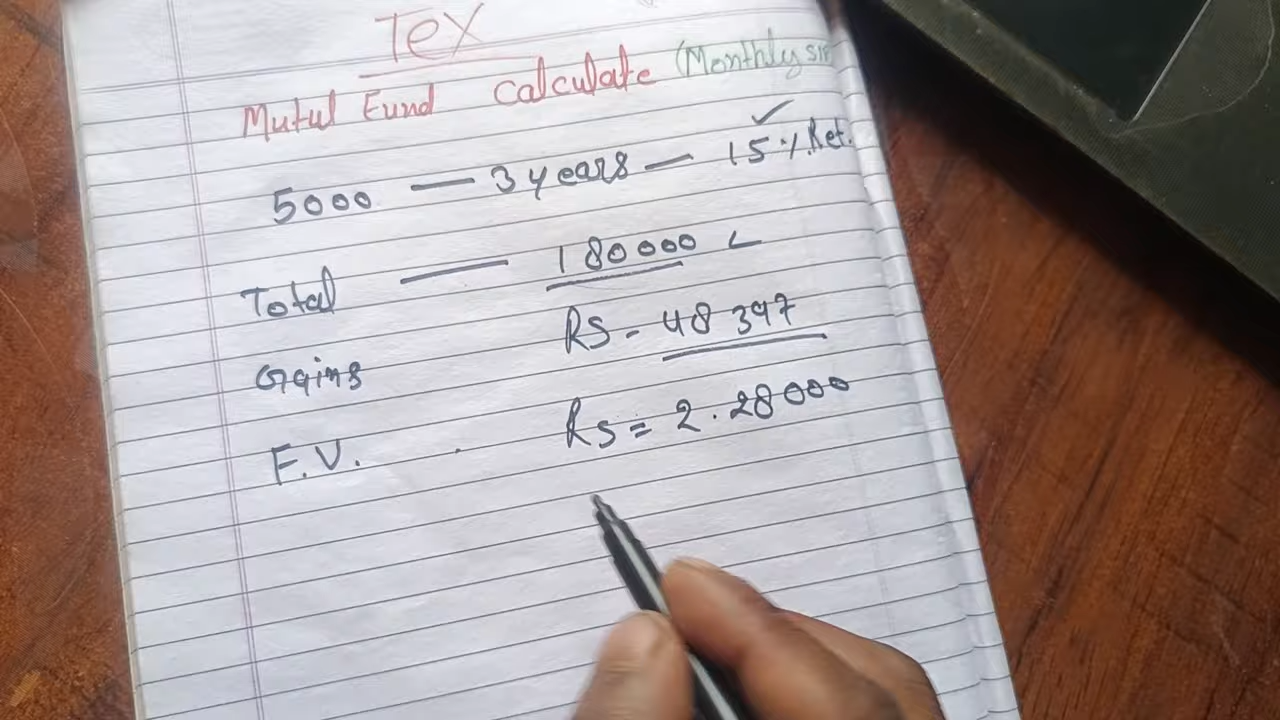 Tex
Mutul Fund Calculate (Monthly SIP
5000 — 3 years — 15 % Ret.
Total — 180000
Gains Rs - 48397
F.V. Rs = 2.28000